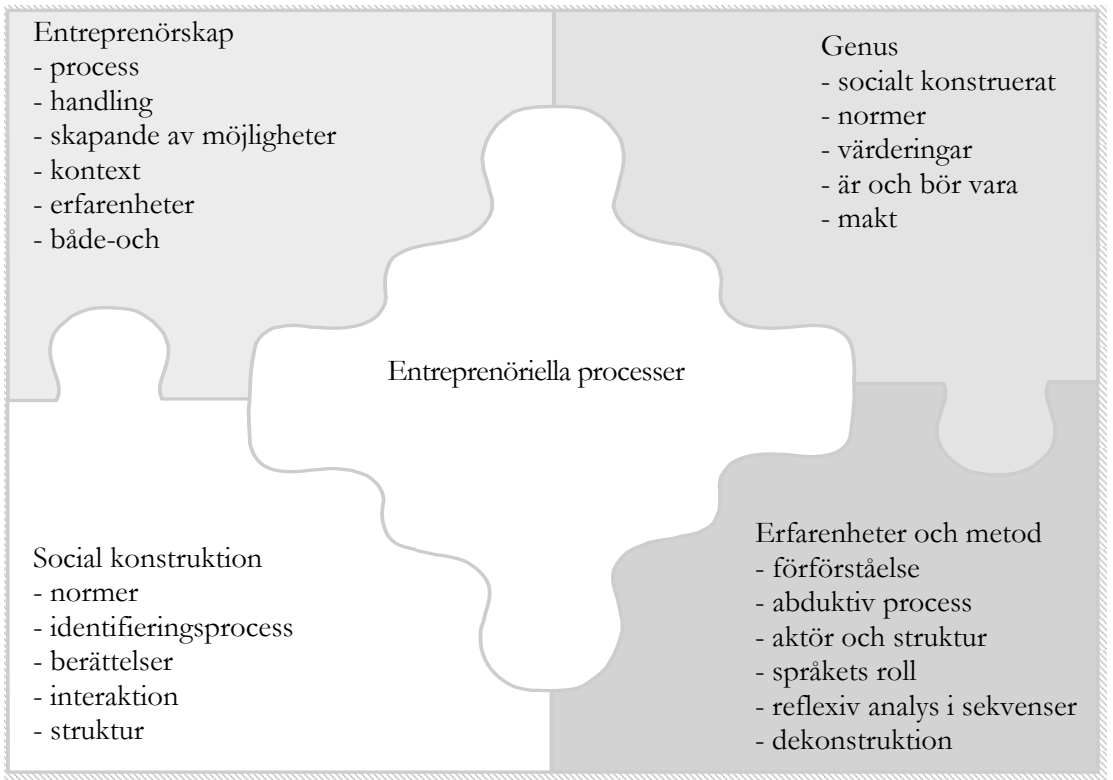 Entreprenörskap
- process
- handling
- skapande av möjligheter
- kontext
- erfarenheter
- både-och
Genus
- socialt konstruerat
- normer
- värderingar
- är och bör vara
- makt
Entreprenöriella processer
Social konstruktion
- normer
- identifieringsprocess
- berättelser
- interaktion
- struktur
Erfarenheter och metod
- förförståelse
- abduktiv process
- aktör och struktur
- språkets roll
- reflexiv analys i sekvenser
- dekonstruktion